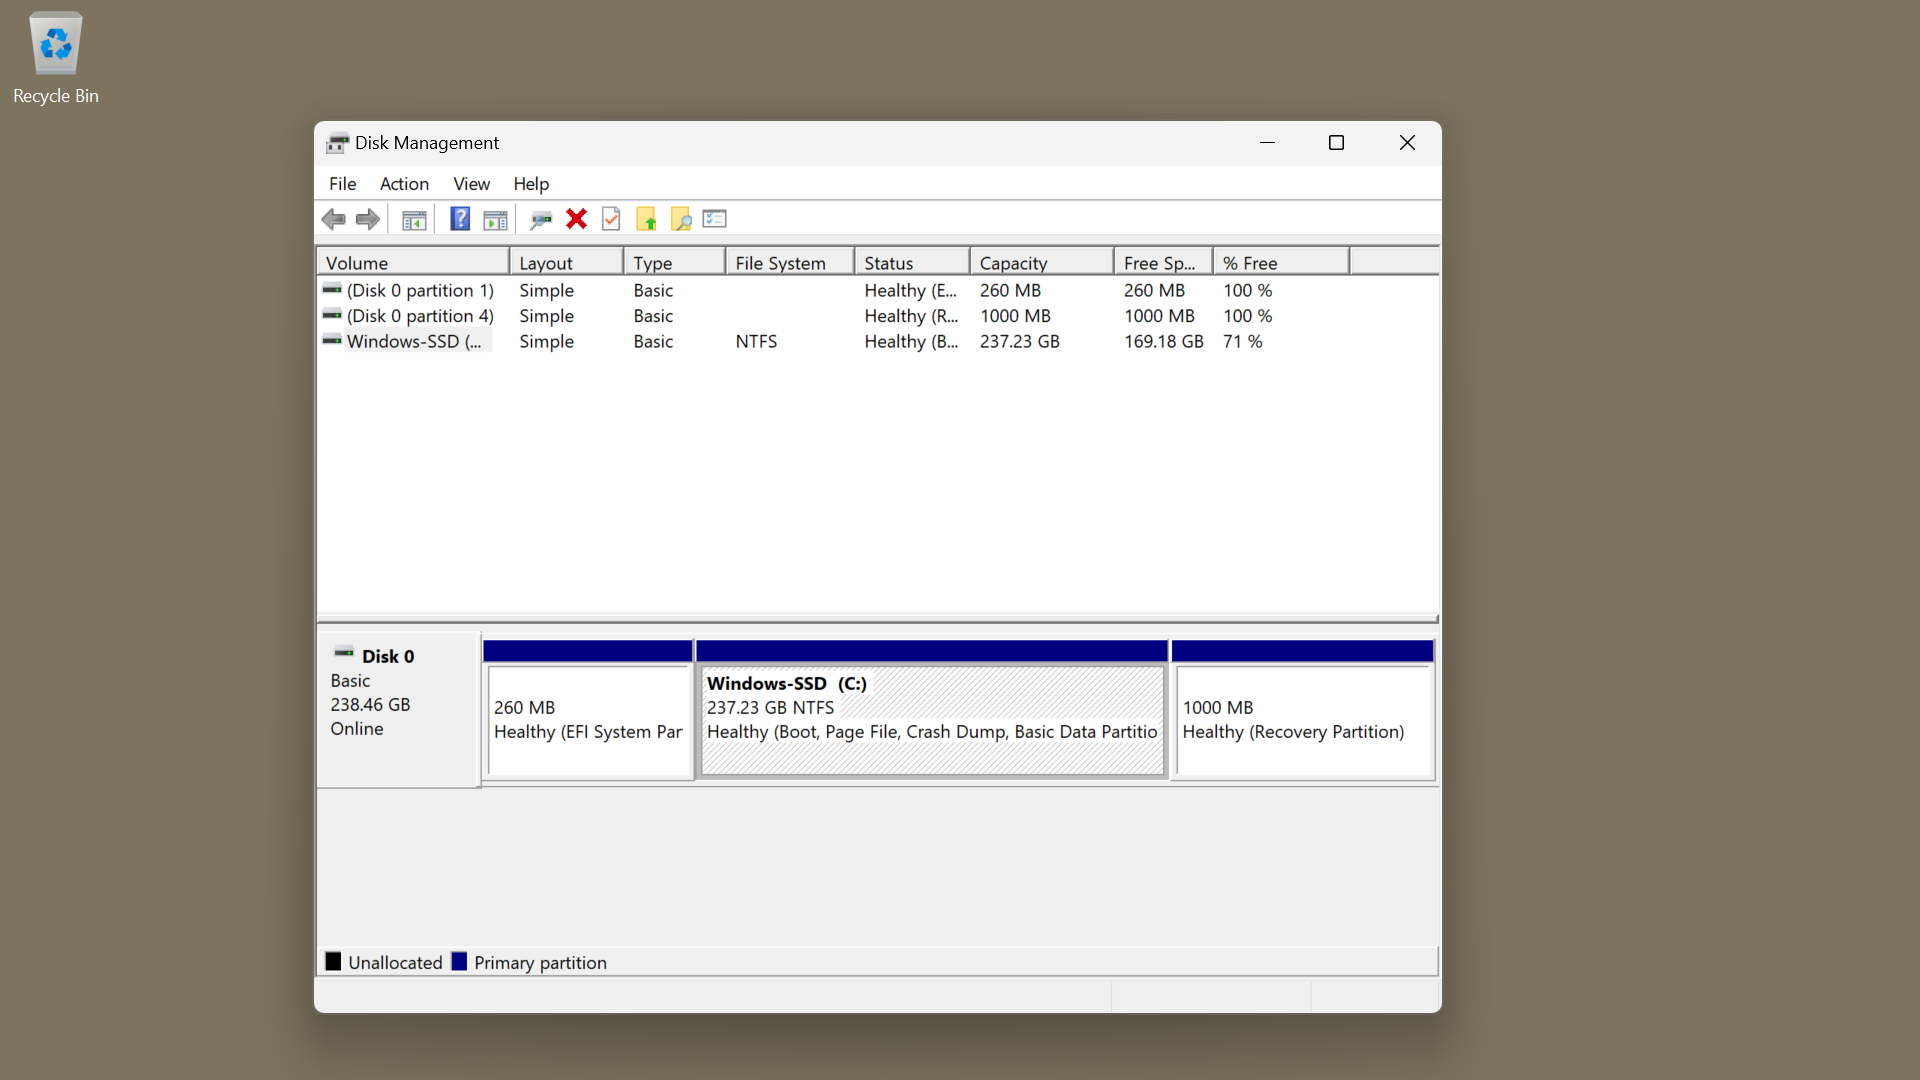 Recycle Bin
Disk Management
File Action View Help
Volume Layout Type File System Status Capacity Free Sp... % Free
(Disk 0 partition 1) Simple Basic Healthy (E... 260 MB 260 MB 100 %
(Disk 0 partition 4) Simple Basic Healthy (R... 1000 MB 1000 MB 100 %
Windows-SSD (... Simple Basic NTFS Healthy (B... 237.23 GB 169.18 GB 71 %
Disk 0
Basic
238.46 GB
Online
260 MB
Healthy (EFI System Par
Windows-SSD (C:)
237.23 GB NTFS
Healthy (Boot, Page File, Crash Dump, Basic Data Partitio
1000 MB
Healthy (Recovery Partition)
Unallocated Primary partition